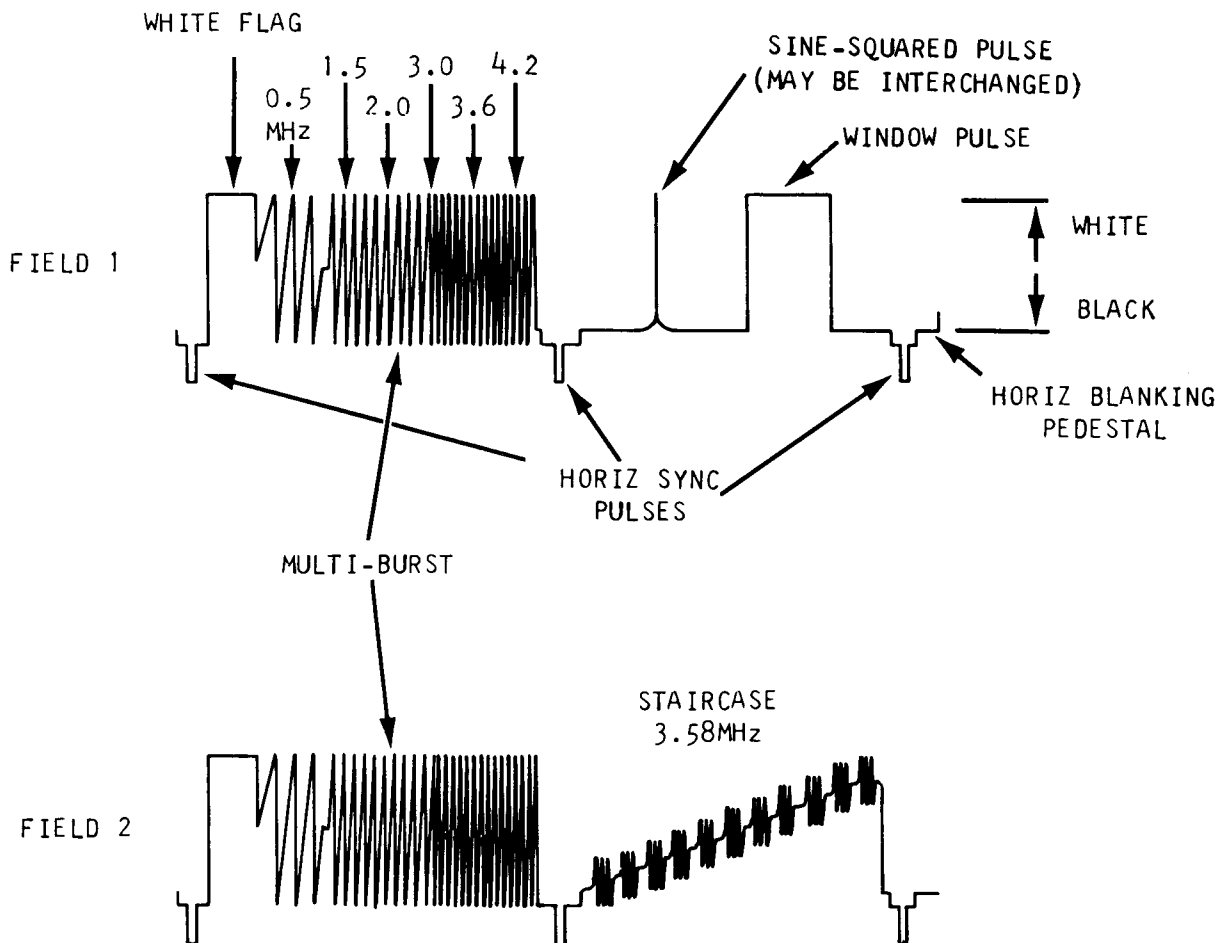 WHITE FLAG
0.5
MHz
1.5
2.0
3.0
3.6
4.2
SINE-SQUARED PULSE
(MAY BE INTERCHANGED)
WINDOW PULSE
FIELD 1
WHITE
BLACK
HORIZ BLANKING
PEDESTAL
HORIZ SYNC
PULSES
MULTI-BURST
STAIRCASE
3.58MHz
FIELD 2